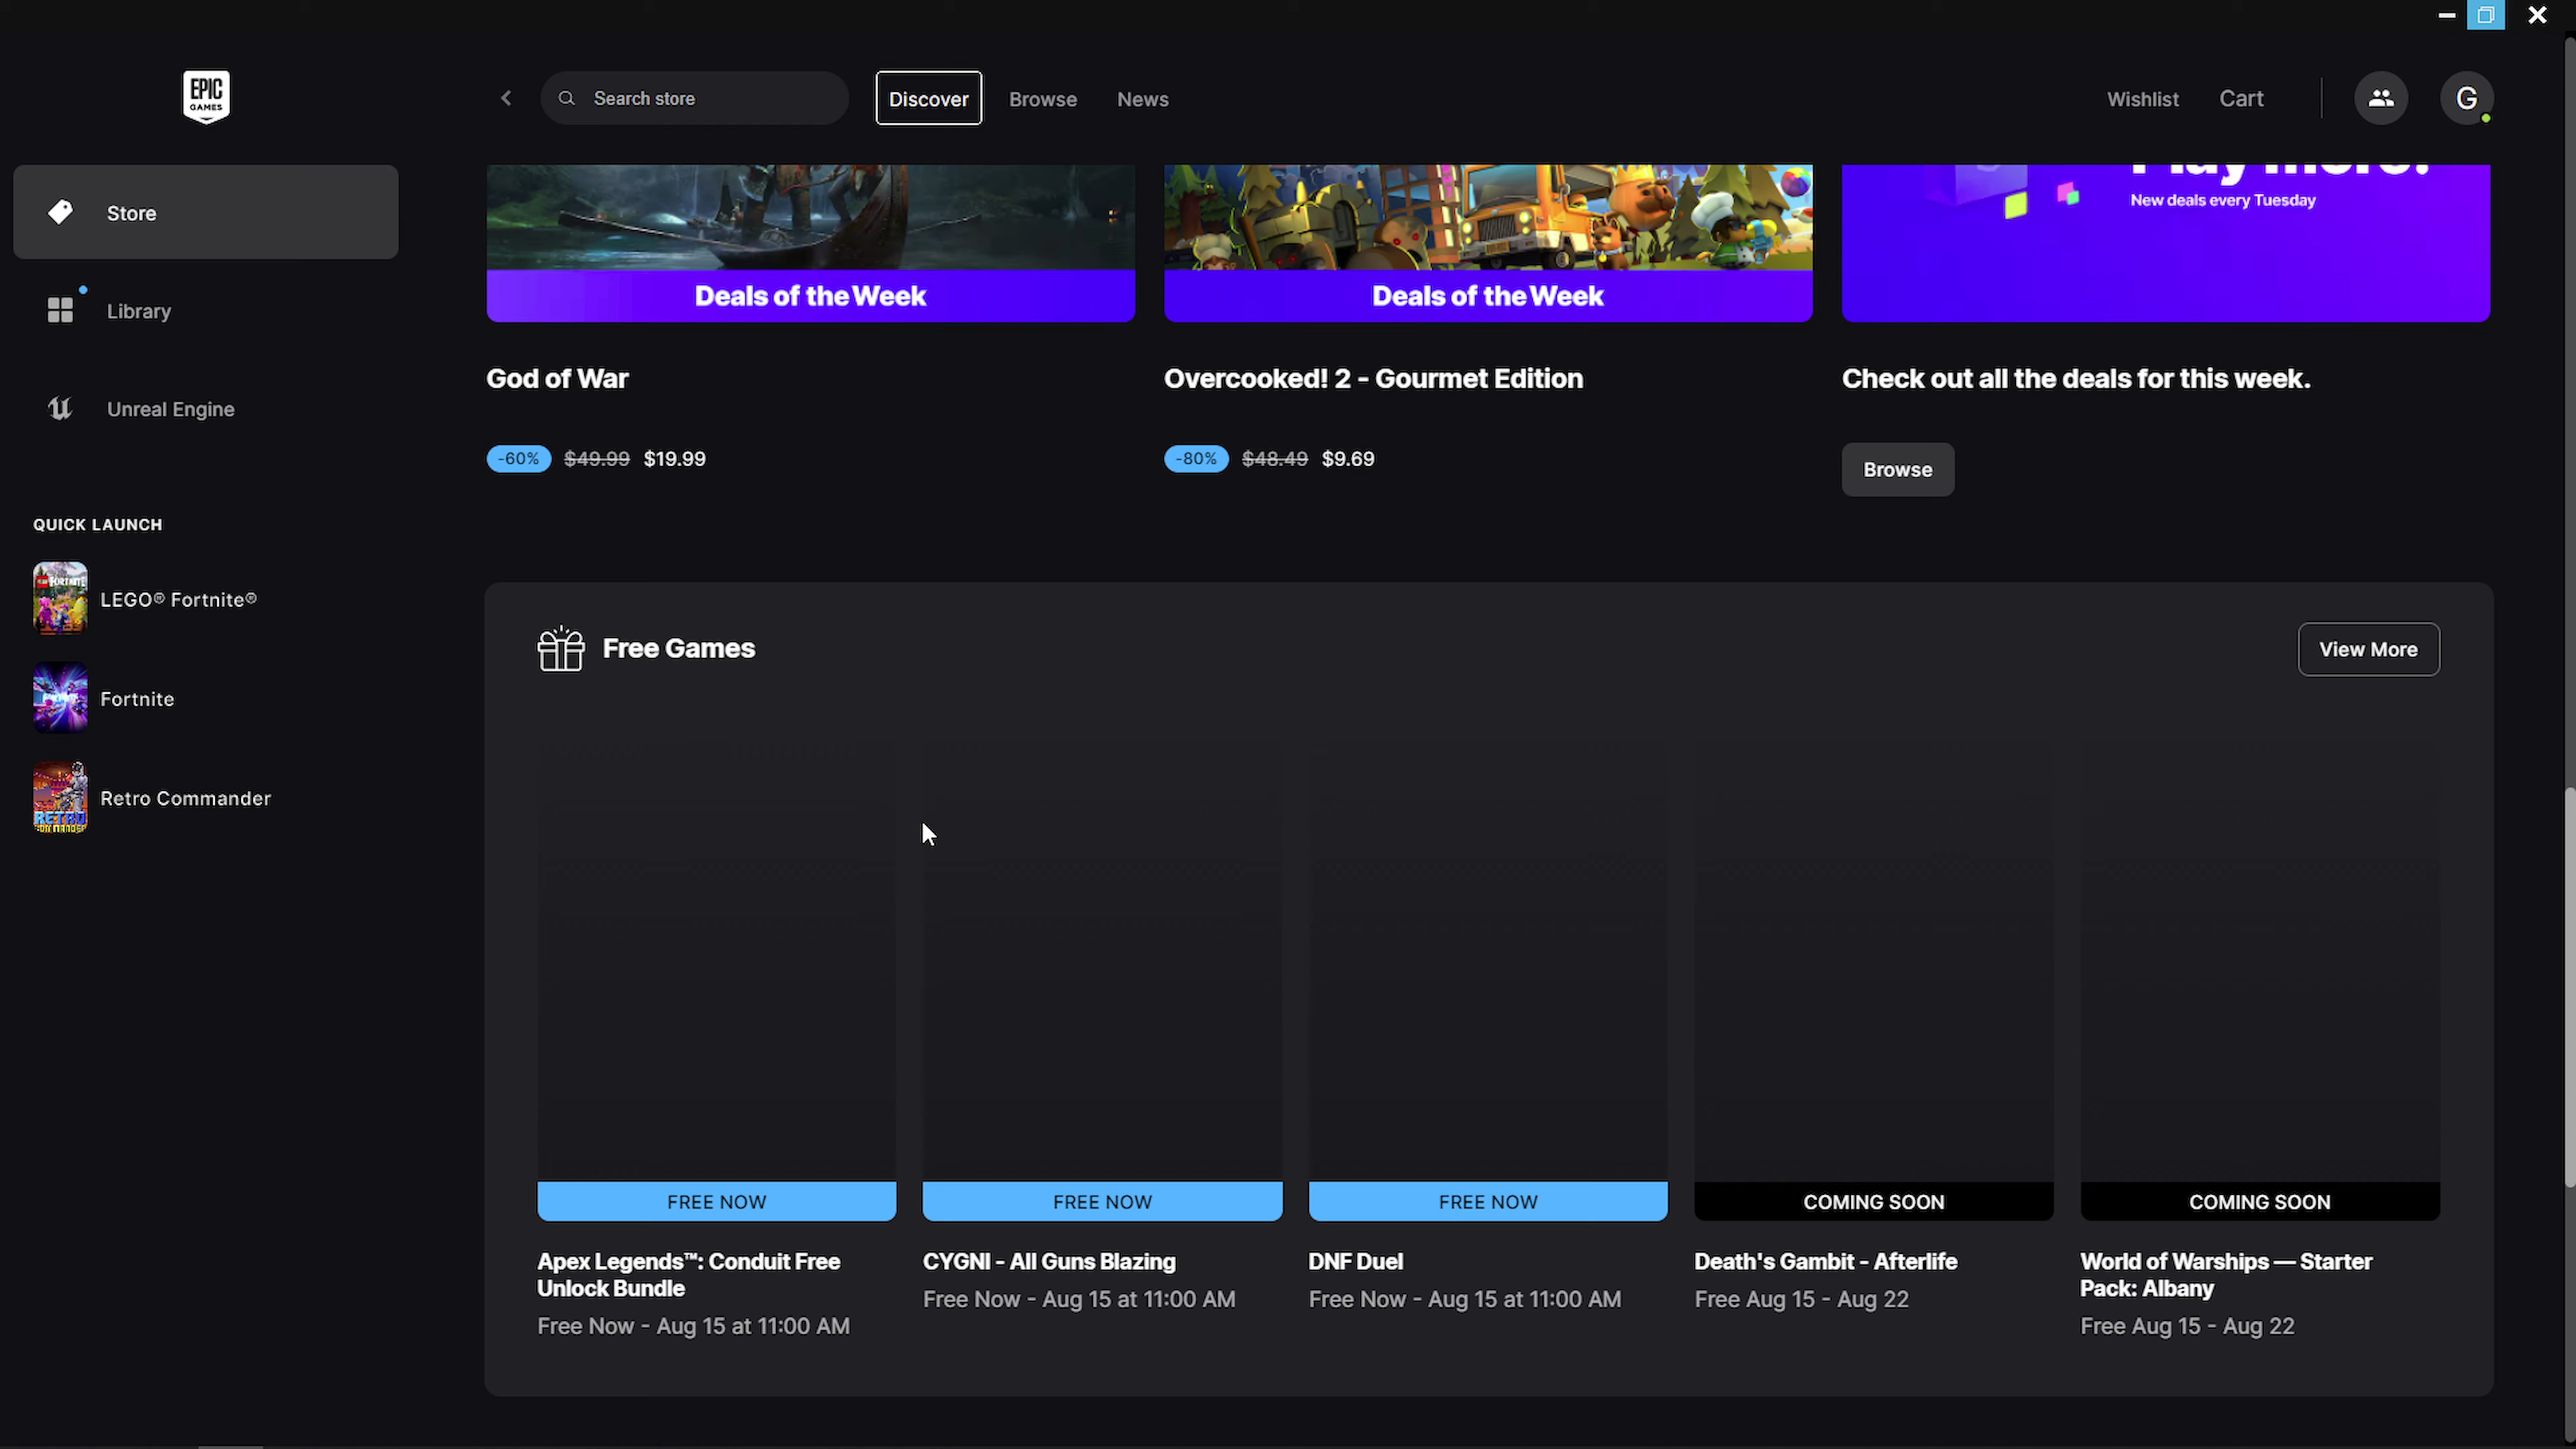 EPIC
GAMES
Search store
Discover
Browse
News
Wishlist
Cart
G
Store
Library
Unreal Engine
QUICK LAUNCH
LEGO® Fortnite®
Fortnite
Retro Commander
Deals of the Week
Deals of the Week
Play more.
New deals every Tuesday
God of War
-60% $49.99 $19.99
Overcooked! 2 - Gourmet Edition
-80% $48.49 $9.69
Check out all the deals for this week.
Browse
Free Games
View More
FREE NOW
Apex Legends™: Conduit Free
Unlock Bundle
Free Now - Aug 15 at 11:00 AM
FREE NOW
CYGNI - All Guns Blazing
Free Now - Aug 15 at 11:00 AM
FREE NOW
DNF Duel
Free Now - Aug 15 at 11:00 AM
COMING SOON
Death's Gambit - Afterlife
Free Aug 15 - Aug 22
COMING SOON
World of Warships — Starter
Pack: Albany
Free Aug 15 - Aug 22